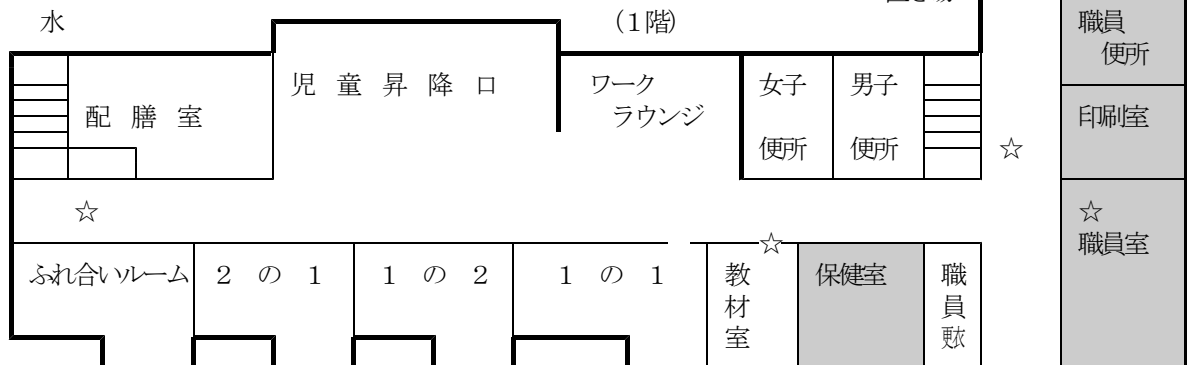 水
(1階)
職員
便所
児童昇降口
ワーク
ラウンジ
女子
便所
男子
便所
配膳室
印刷室
☆
☆
☆
☆
職員室
ふれ合いルーム
2の1
1の2
1の1
教材室
保健室
職員